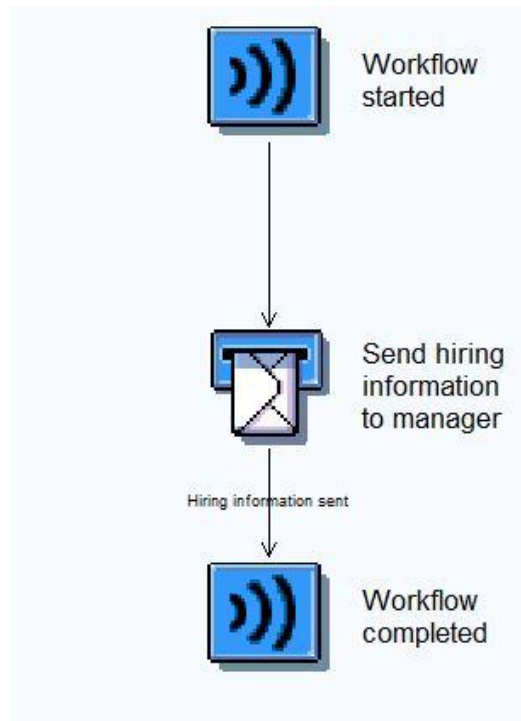 Workflow
started
Send hiring
information
to manager
Hiring information sent
Workflow
completed